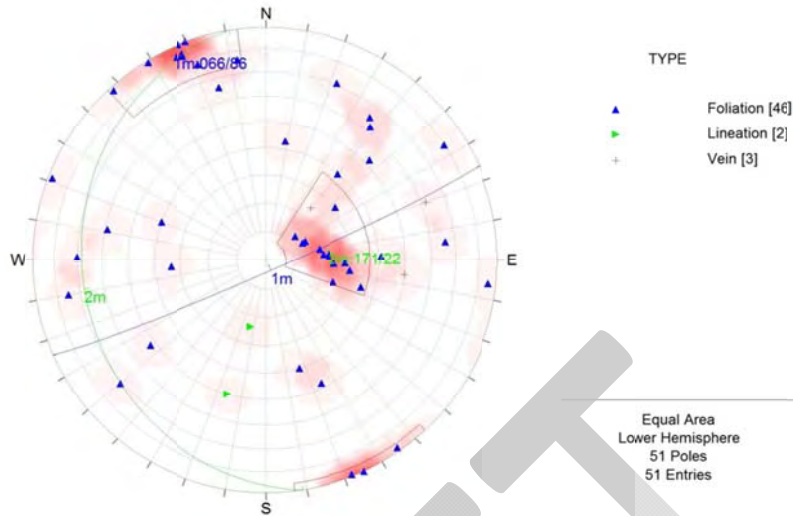 N
TYPE
1m 066/86
Foliation [46]
Lineation [2]
Vein [3]
W
171/22
E
1m
2m
S
Equal Area
Lower Hemisphere
51 Poles
51 Entries